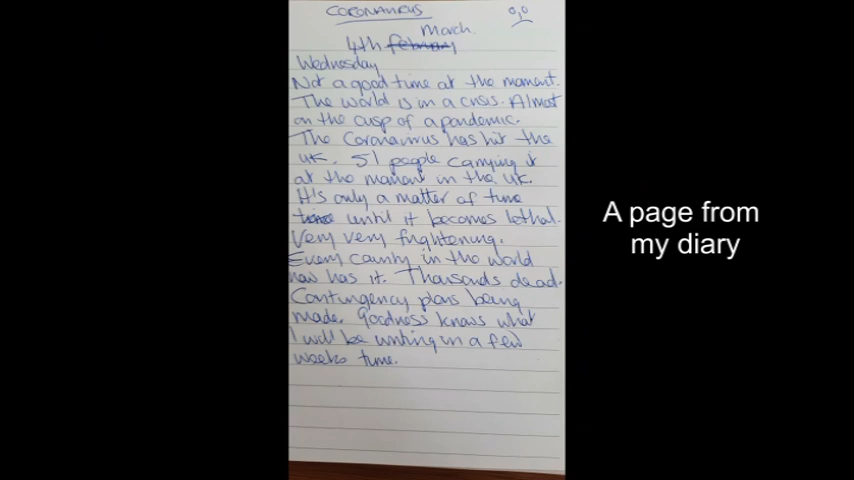 CORONAVIRUS
March
4th february
Wednesday
Not a good time at the moment.
The world is in a crisis. Almost
on the cusp of a pandemic.
The Coronavirus has hit the
UK. 51 people carrying it
at the moment in the UK.
It's only a matter of time
time until it becomes lethal.
Very very frightening.
Every country in the world
now has it. Thousands dead.
Contingency plans being
made. Goodness knows what
I will be writing in a few
weeks time.
A page from
my diary